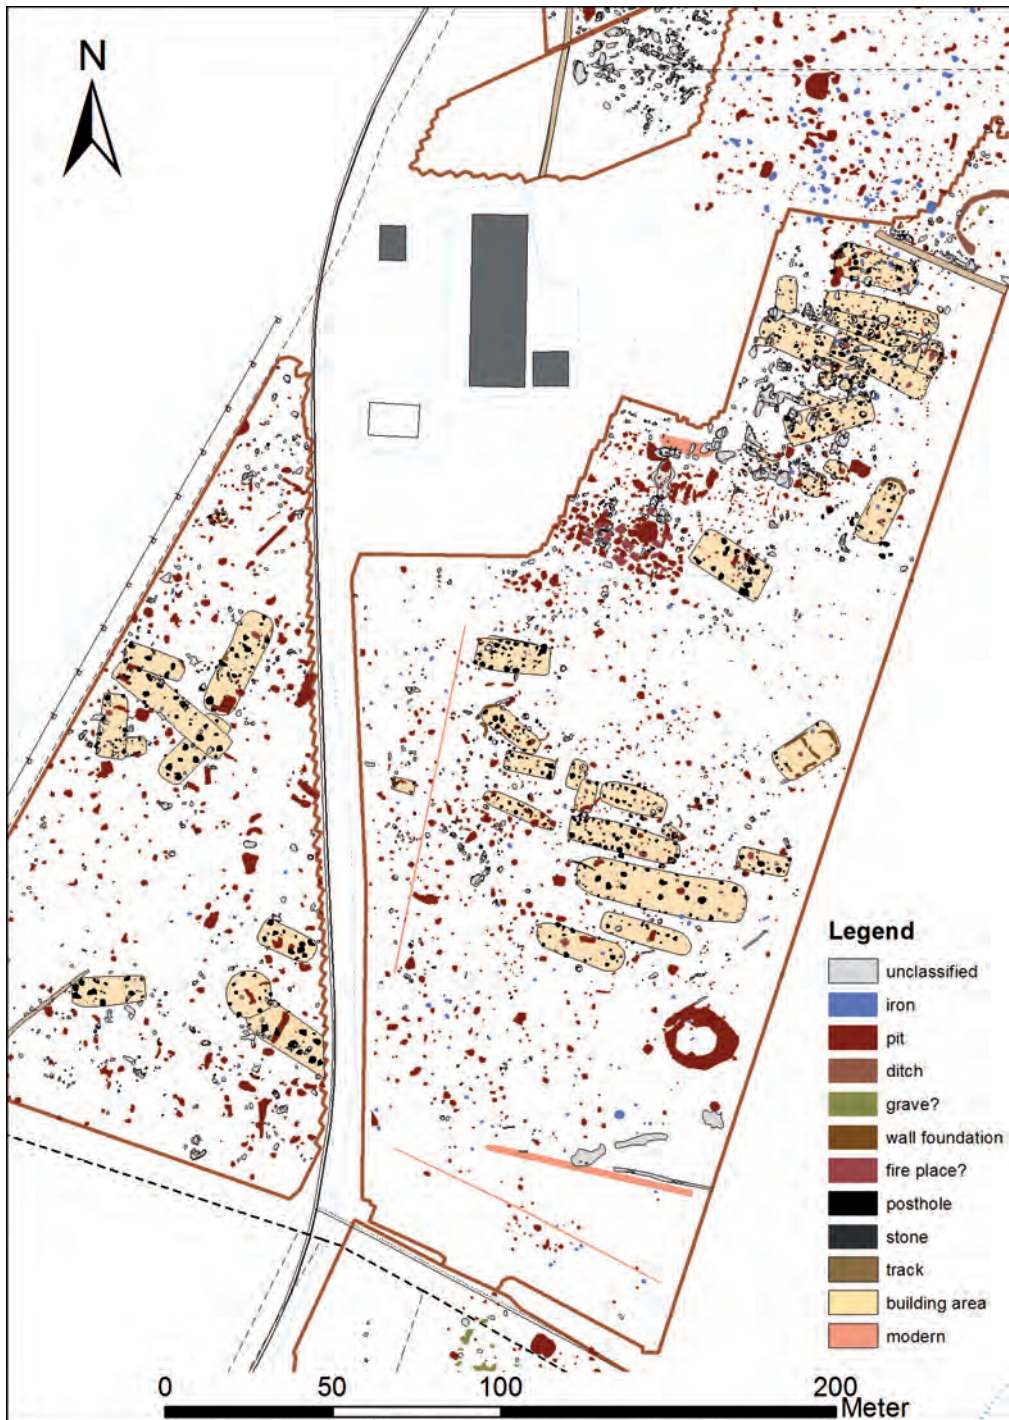 N
Legend
unclassified
iron
pit
ditch
grave?
wall foundation
fire place?
posthole
stone
track
building area
modern
0 50 100 200
Meter